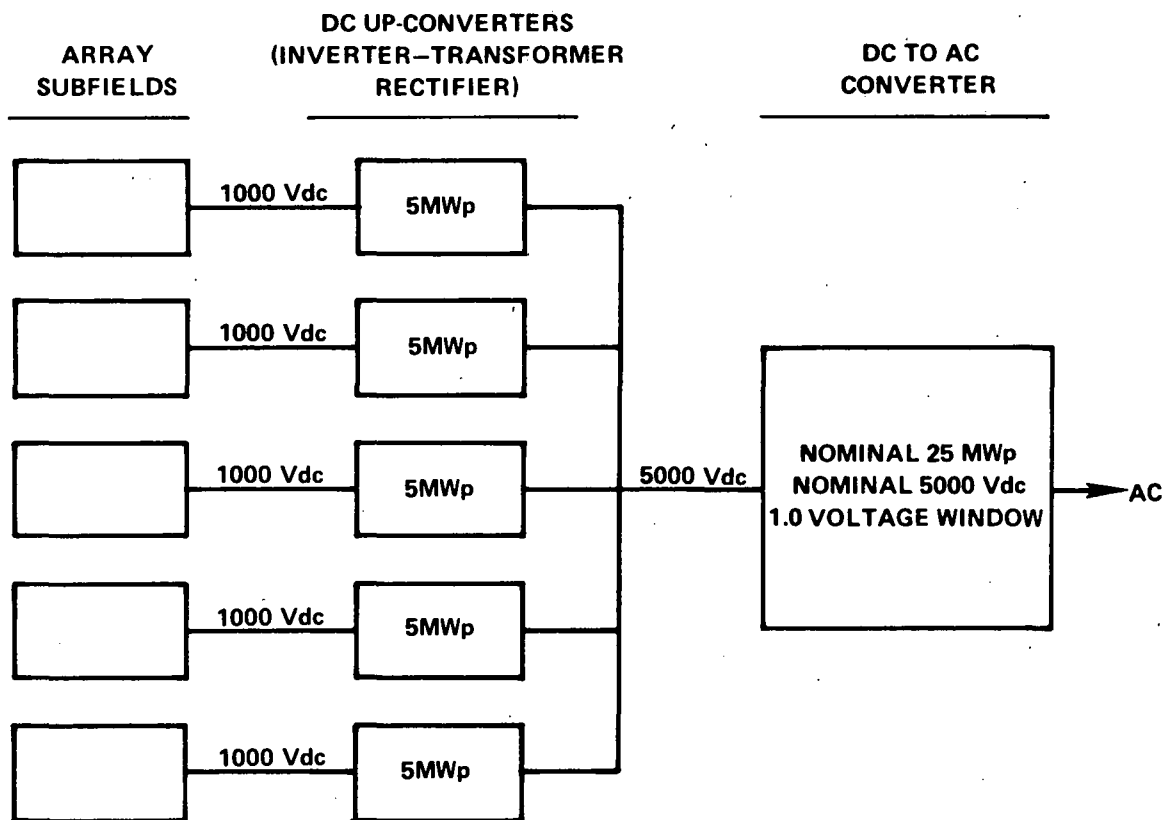 ARRAY
SUBFIELDS
DC UP-CONVERTERS
(INVERTER–TRANSFORMER
RECTIFIER)
DC TO AC
CONVERTER
1000 Vdc
5MWp
1000 Vdc
5MWp
1000 Vdc
5MWp
1000 Vdc
5MWp
1000 Vdc
5MWp
5000 Vdc
NOMINAL 25 MWp
NOMINAL 5000 Vdc
1.0 VOLTAGE WINDOW
AC